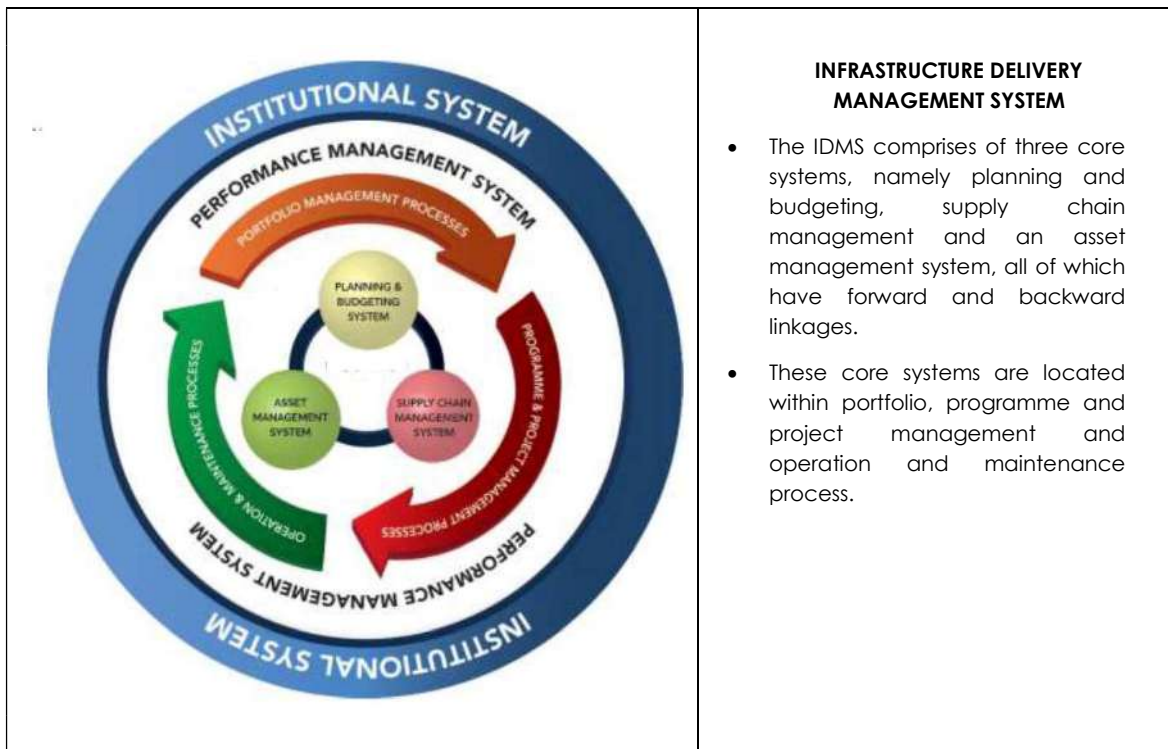 INSTITUTIONAL SYSTEM
PERFORMANCE MANAGEMENT SYSTEM
PORTFOLIO MANAGEMENT PROCESSES
PLANNING &
BUDGETING
SYSTEM
ASSET
MANAGEMENT
SYSTEM
SUPPLY CHAIN
MANAGEMENT
SYSTEM
PROGRAMME & PROJECT MANAGEMENT PROCESSES
OPERATION & MAINTENANCE PROCESSES
PERFORMANCE MANAGEMENT SYSTEM
INSTITUTIONAL SYSTEM
INFRASTRUCTURE DELIVERY
MANAGEMENT SYSTEM
• The IDMS comprises of three core
systems, namely planning and
budgeting, supply chain
management and an asset
management system, all of which
have forward and backward
linkages.
• These core systems are located
within portfolio, programme and
project management and
operation and maintenance
process.